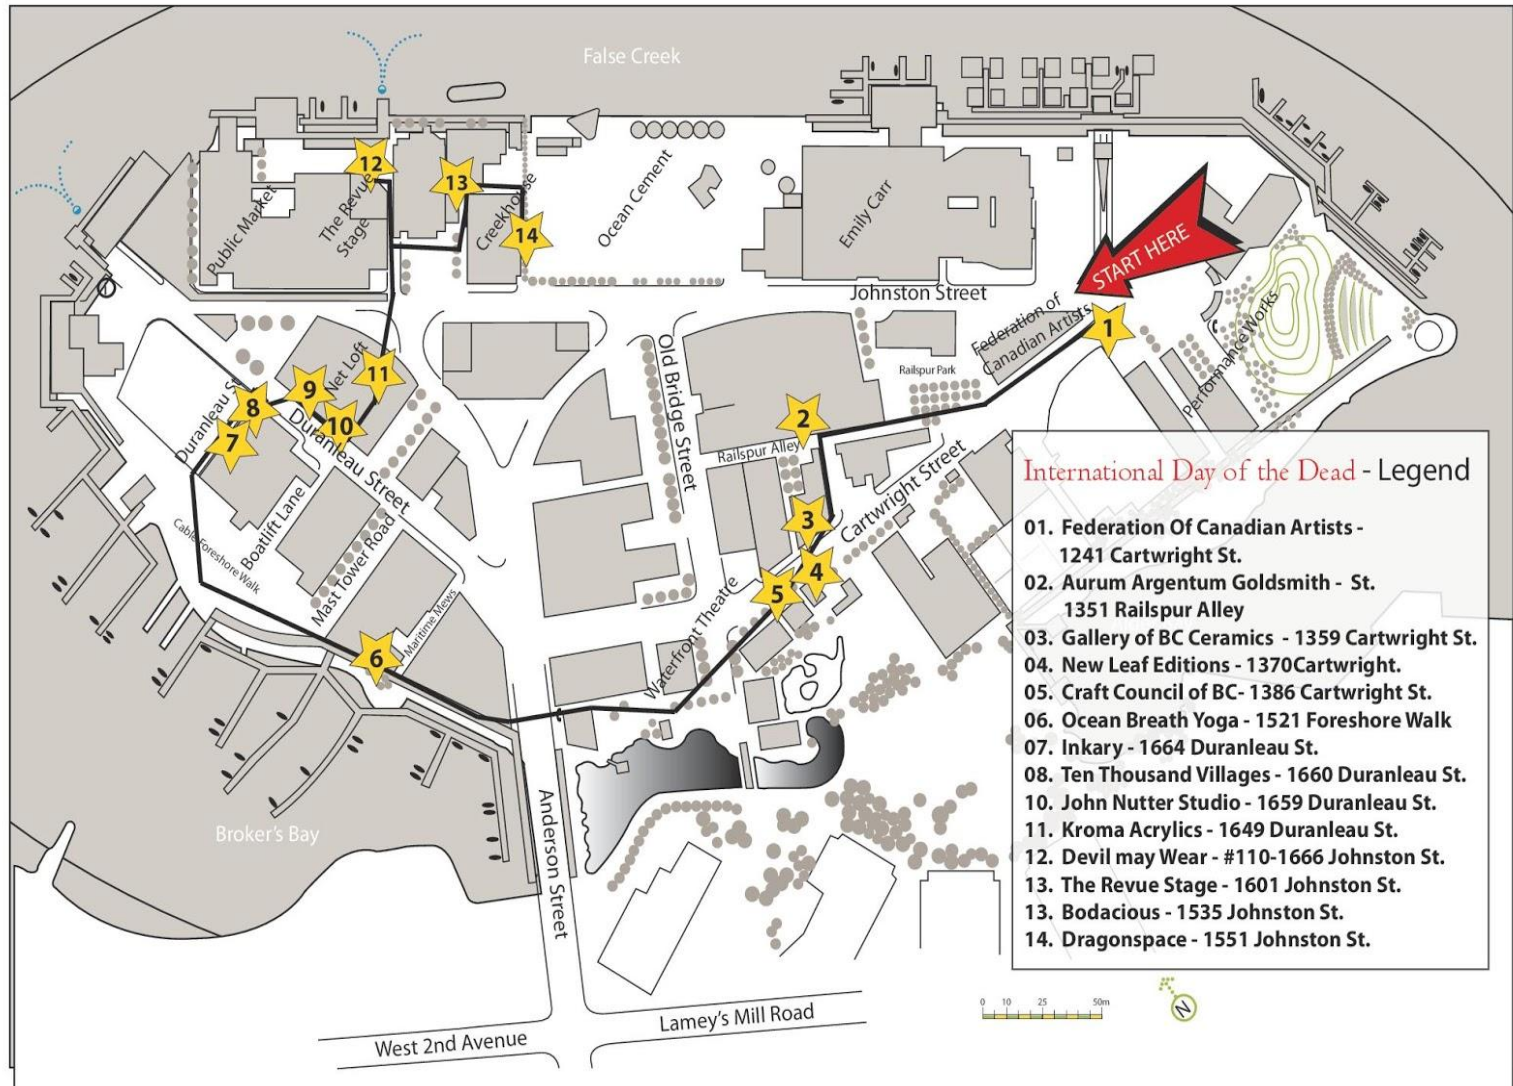 False Creek
12
13
14
Public Market
The Revue
Stage
Creekhouse
Ocean Cement
Emily Carr
START HERE
Johnston Street
Federation of
Canadian Artists
1
Performance Works
Railspur Park
Net Loft
11
9
8
10
7
Duranleau St
Duranleau Street
Old Bridge Street
2
Railspur Alley
Cartwright Street
3
4
5
Boatlift Lane
Cable Foreshore Walk
Mast Tower Road
Maritime Mews
6
Waterfront Theatre
Broker's Bay
Anderson Street
West 2nd Avenue
Lamey's Mill Road
International Day of the Dead - Legend
01. Federation Of Canadian Artists -
1241 Cartwright St.
02. Aurum Argentum Goldsmith - St.
1351 Railspur Alley
03. Gallery of BC Ceramics - 1359 Cartwright St.
04. New Leaf Editions - 1370Cartwright.
05. Craft Council of BC- 1386 Cartwright St.
06. Ocean Breath Yoga - 1521 Foreshore Walk
07. Inkary - 1664 Duranleau St.
08. Ten Thousand Villages - 1660 Duranleau St.
10. John Nutter Studio - 1659 Duranleau St.
11. Kroma Acrylics - 1649 Duranleau St.
12. Devil may Wear - #110-1666 Johnston St.
13. The Revue Stage - 1601 Johnston St.
13. Bodacious - 1535 Johnston St.
14. Dragonspace - 1551 Johnston St.
0 10 25 50m
N